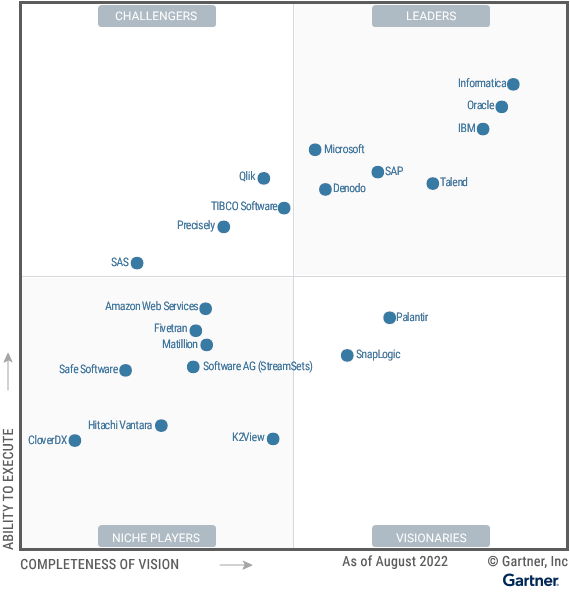 CHALLENGERS
LEADERS
Informatica
Oracle
IBM
Microsoft
SAP
Talend
Denodo
Qlik
TIBCO Software
Precisely
SAS
Amazon Web Services
Fivetran
Matillion
Software AG (StreamSets)
Safe Software
Hitachi Vantara
CloverDX
K2View
Palantir
SnapLogic
NICHE PLAYERS
VISIONARIES
ABILITY TO EXECUTE
COMPLETENESS OF VISION
As of August 2022
© Gartner, Inc
Gartner